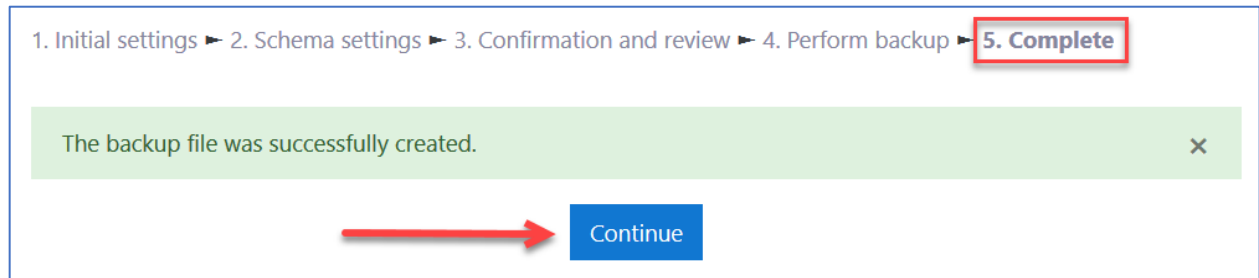 1. Initial settings ► 2. Schema settings ► 3. Confirmation and review ► 4. Perform backup ► 5. Complete
The backup file was successfully created. ×
Continue